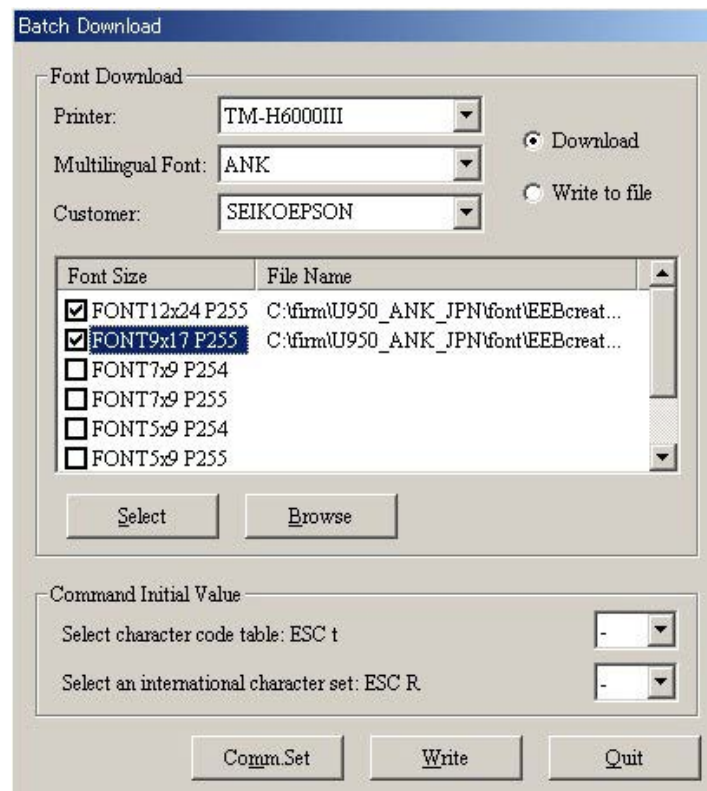 Batch Download
Font Download
Printer: TM-H6000III
Download
Multilingual Font: ANK
Write to file
Customer: SEIKOEPSON
Font Size File Name
FONT12x24 P255 C:\firm\U950_ANK_JPN\font\EEBcreat...
FONT9x17 P255 C:\firm\U950_ANK_JPN\font\EEBcreat...
FONT7x9 P254
FONT7x9 P255
FONT5x9 P254
FONT5x9 P255
Select Browse
Command Initial Value
Select character code table: ESC t -
Select an international character set: ESC R -
Comm.Set Write Quit